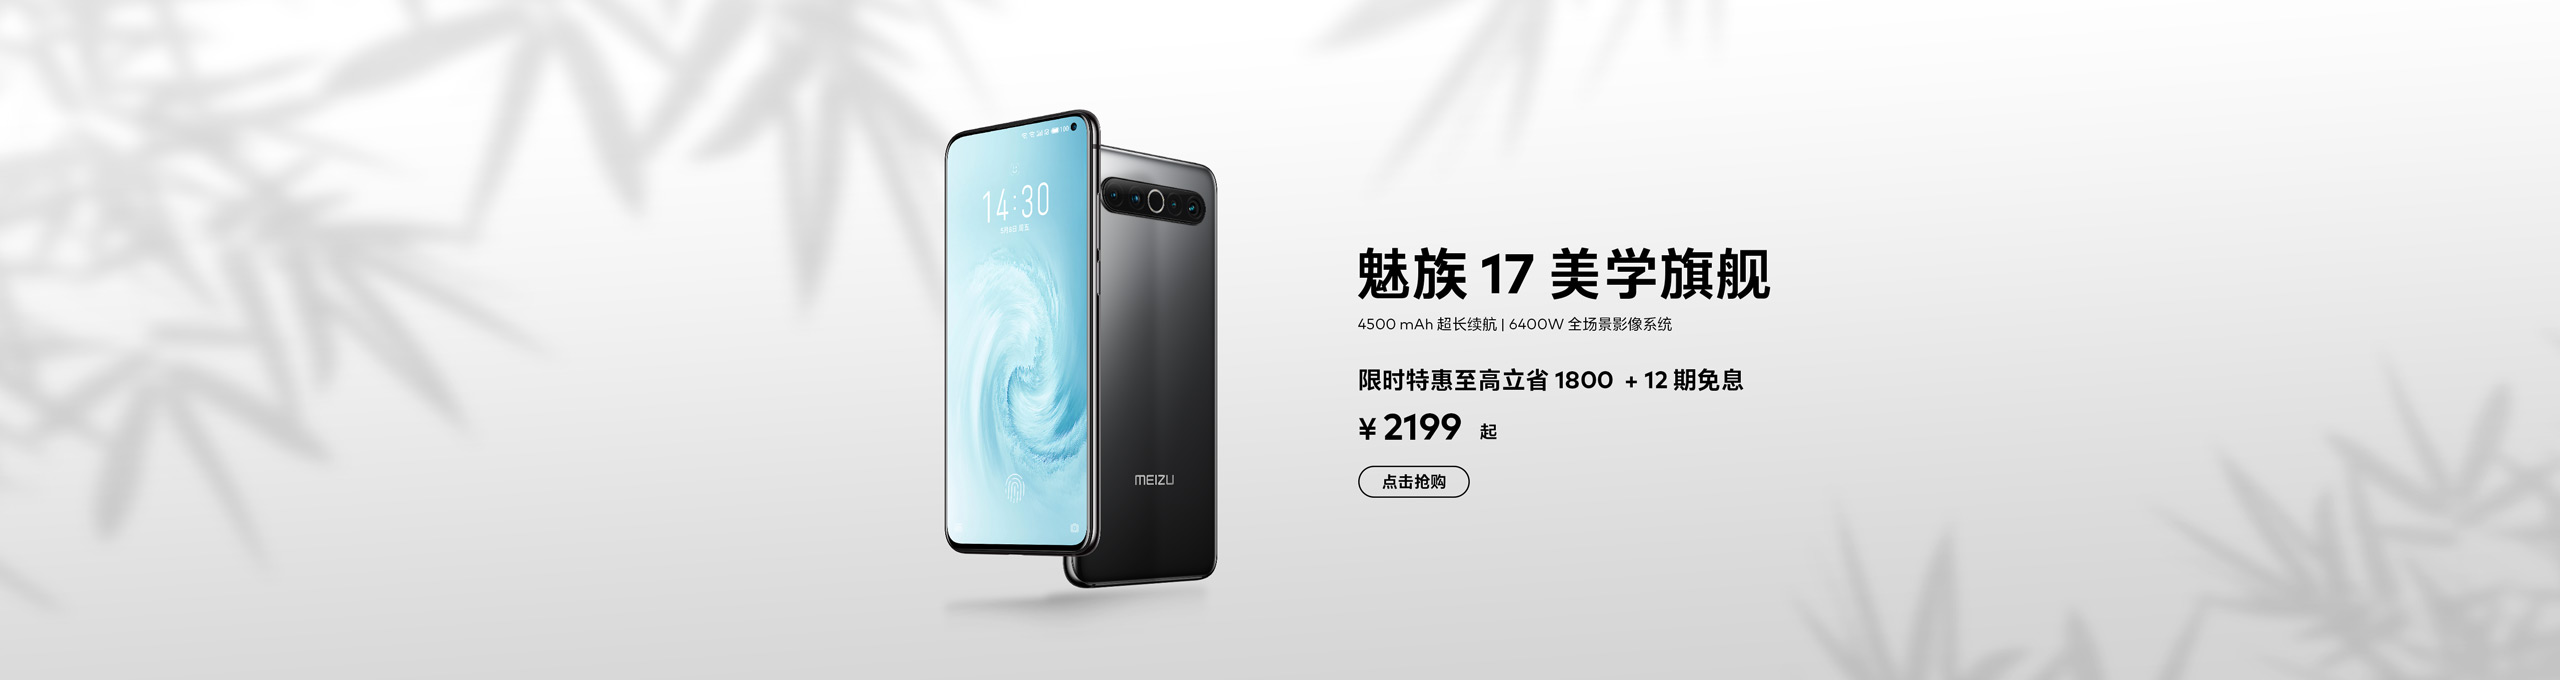 14:30
MEIZU
魅族 17 美学旗舰
4500 mAh 超长续航 | 6400W 全场景影像系统
限时特惠至高立省 1800 + 12 期免息
¥ 2199 起
点击抢购